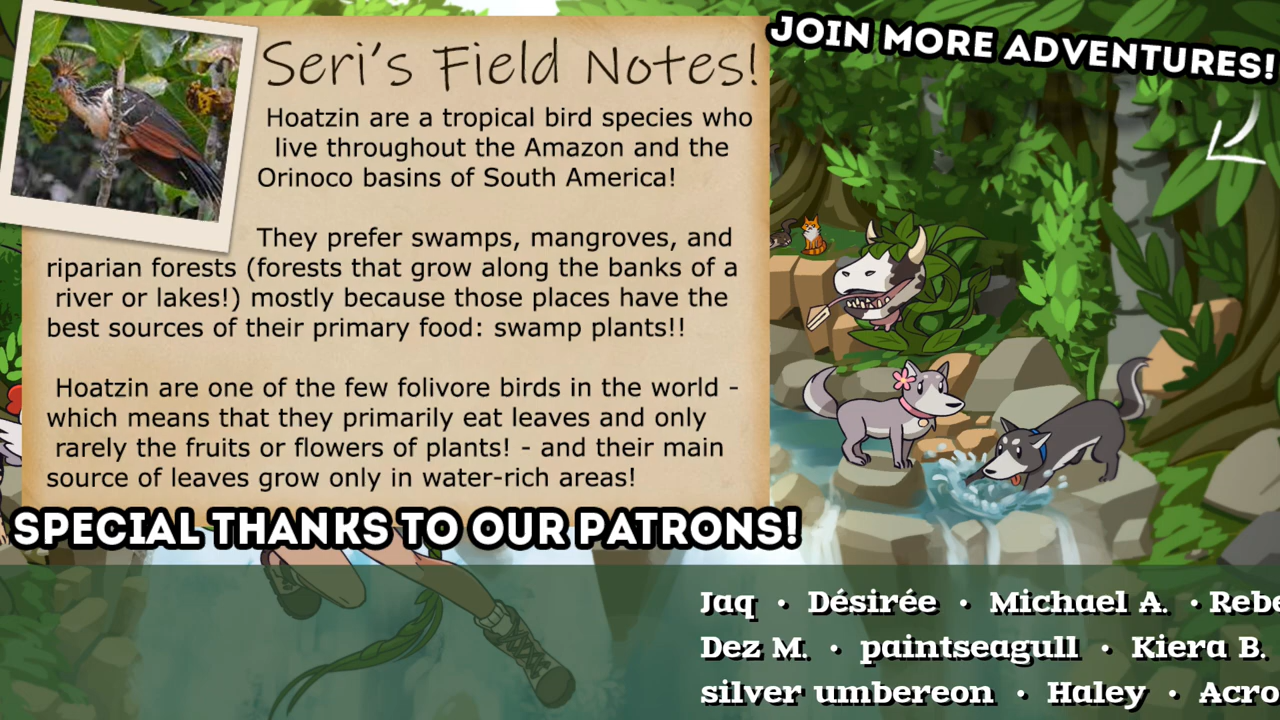 Seri's Field Notes!
Hoatzin are a tropical bird species who
live throughout the Amazon and the
Orinoco basins of South America!
They prefer swamps, mangroves, and
riparian forests (forests that grow along the banks of a
river or lakes!) mostly because those places have the
best sources of their primary food: swamp plants!!
Hoatzin are one of the few folivore birds in the world -
which means that they primarily eat leaves and only
rarely the fruits or flowers of plants! - and their main
source of leaves grow only in water-rich areas!
JOIN MORE ADVENTURES!
SPECIAL THANKS TO OUR PATRONS!
Jaq • Désirée • Michael A. •
Dez M. • paintseagull • Kiera B.
silver umbereon • Haley •